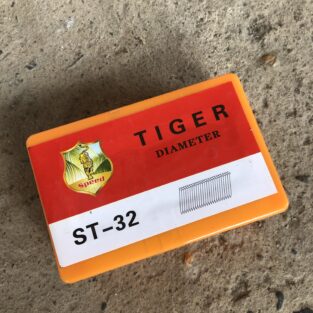 TIGER
DIAMETER
Speed
ST-32